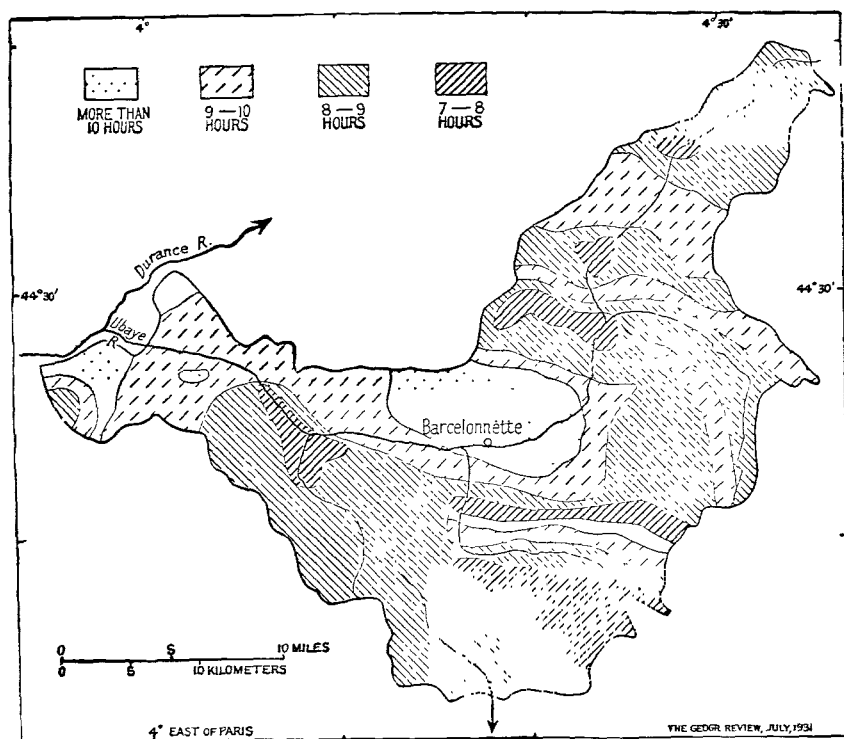 4°
4°30'
MORE THAN
10 HOURS
9 — 10
HOURS
8 — 9
HOURS
7 — 8
HOURS
Durance R.
44°30'
44°30'
Ubaye
R.
Barcelonnette
0 5 10 MILES
0 5 10 KILOMETERS
4° EAST OF PARIS
THE GEOGR. REVIEW, JULY, 1931